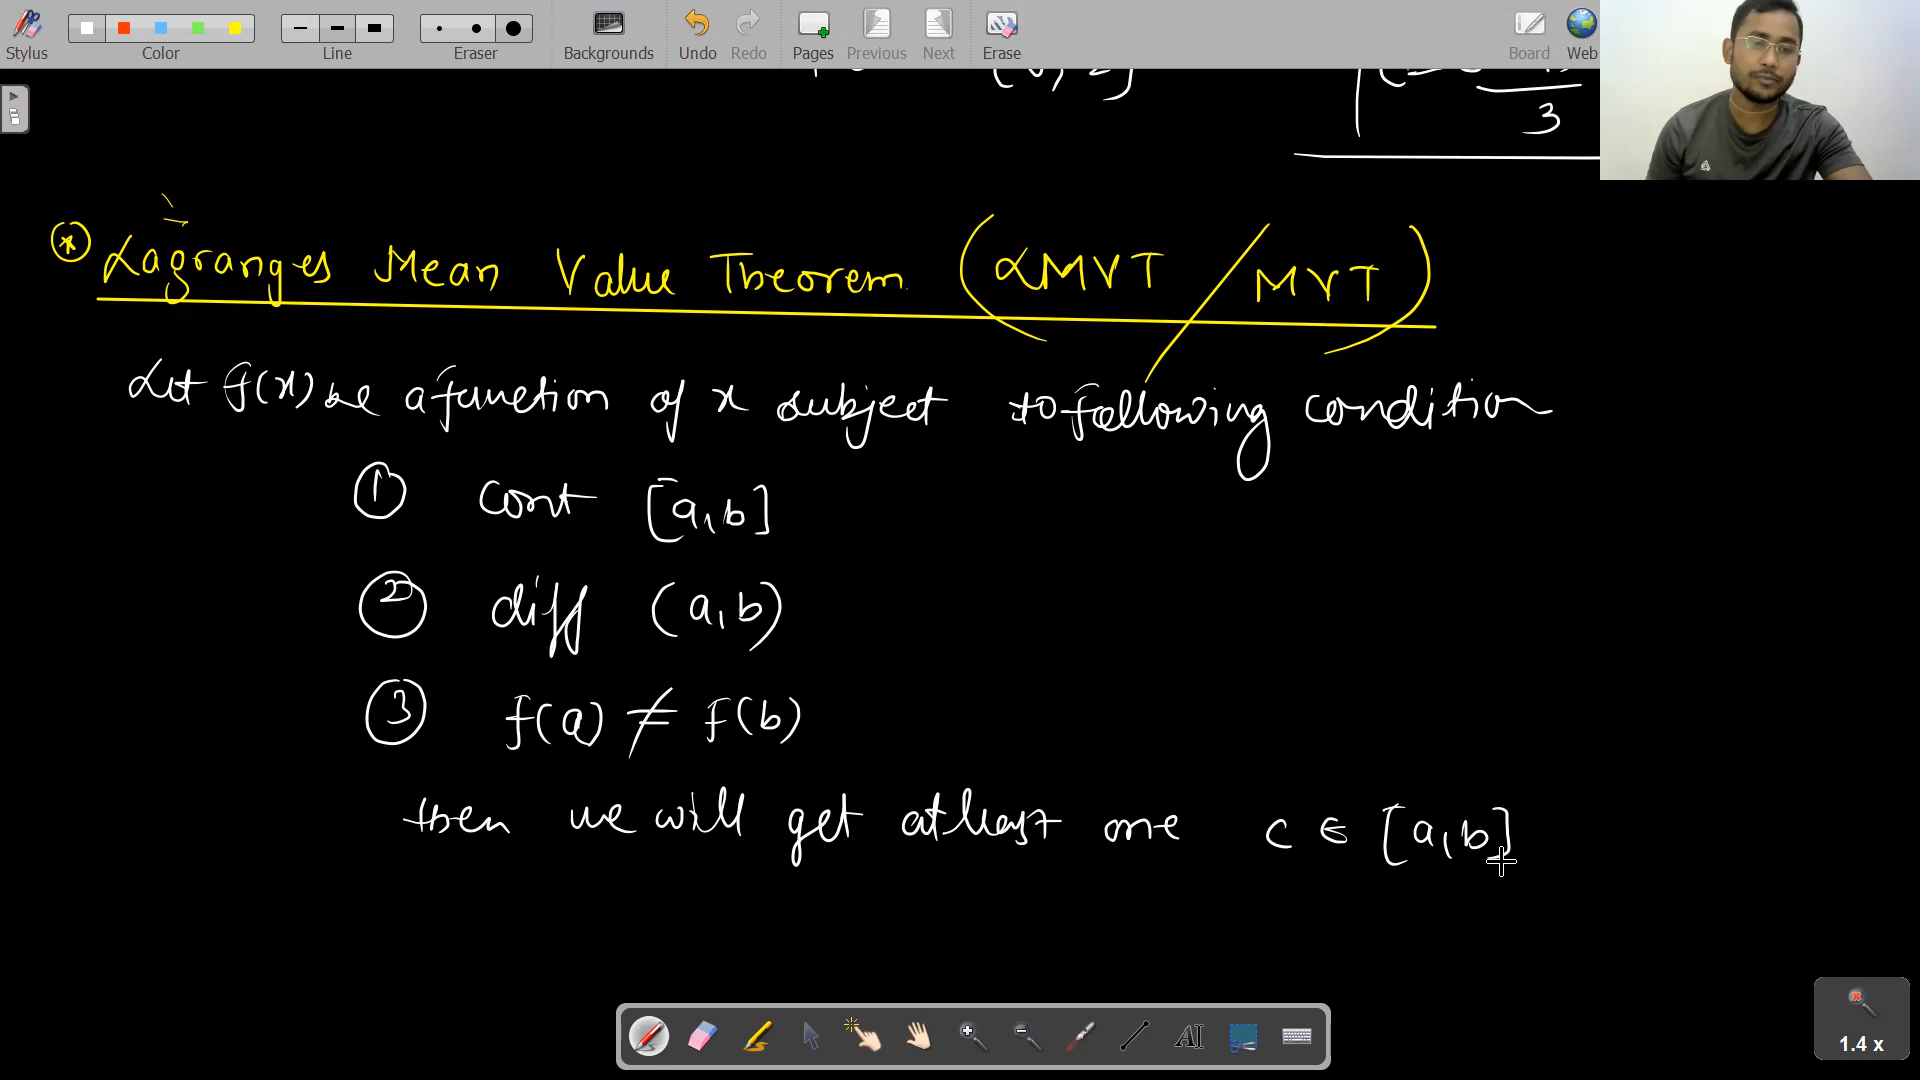 Stylus Color Line Eraser Backgrounds Undo Redo Pages Previous Next Erase Board Web
3
* Lagranges Mean Value Theorem. (LMVT / MVT)
Let f(x) be a function of x subject to following condition
① cont [a,b]
② diff (a,b)
③ f(a) ≠ f(b)
then we will get atleast one c ∈ [a,b]
1.4 x